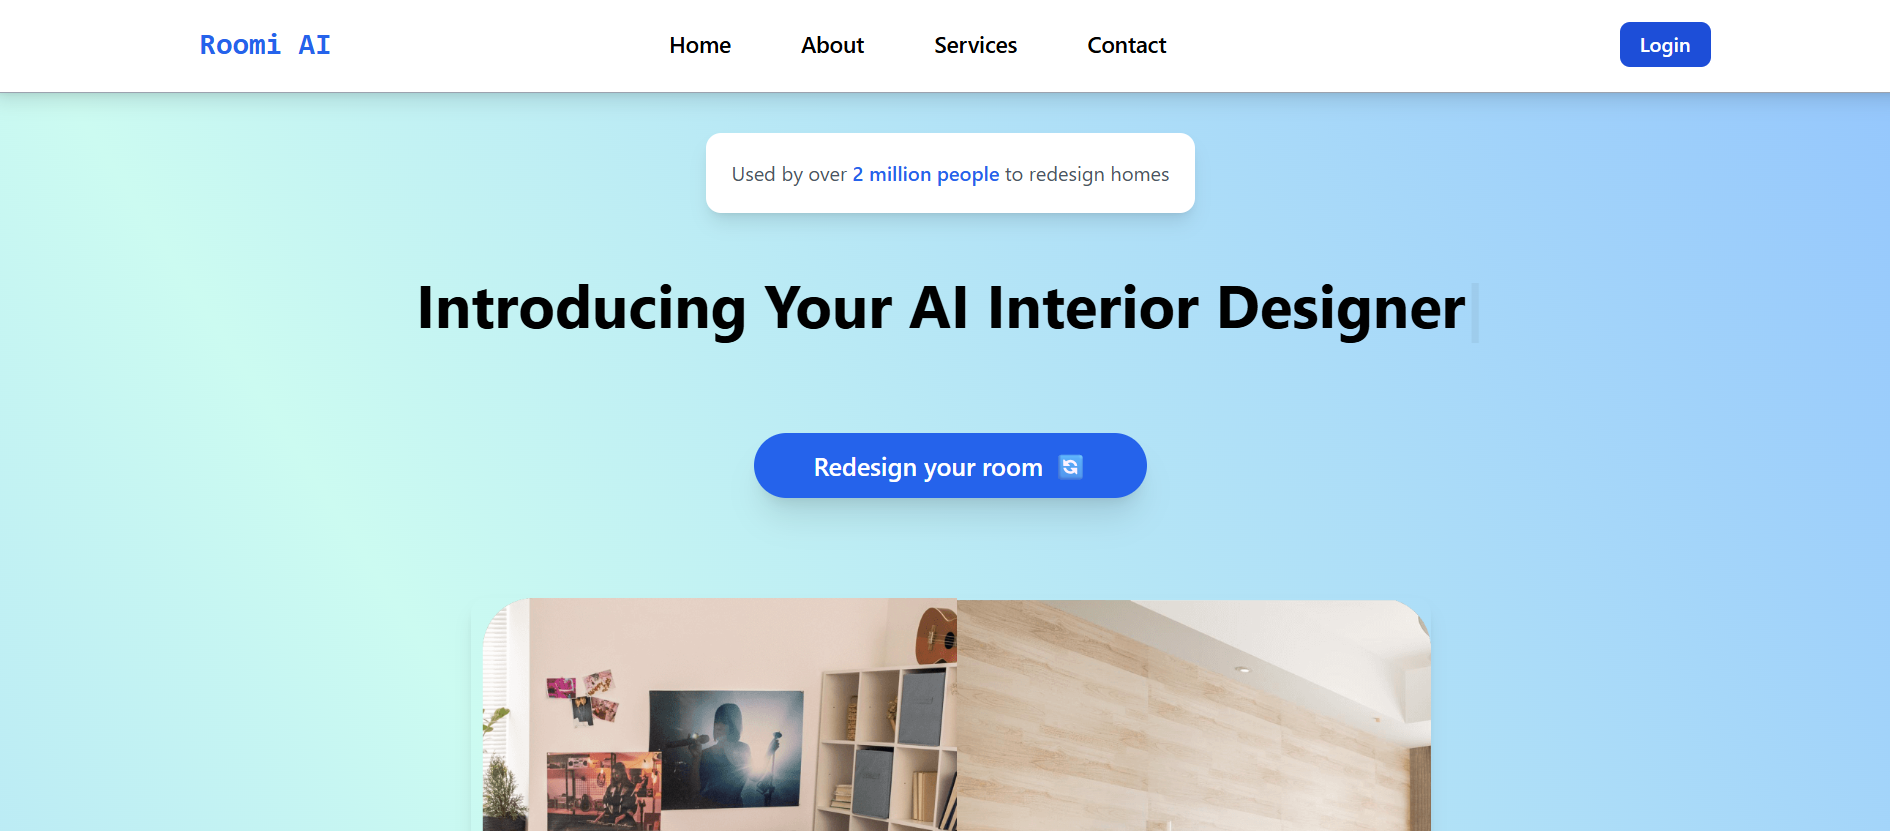 Roomi AI
Home
About
Services
Contact
Login
Used by over 2 million people to redesign homes
Introducing Your AI Interior Designer
Redesign your room 🔄